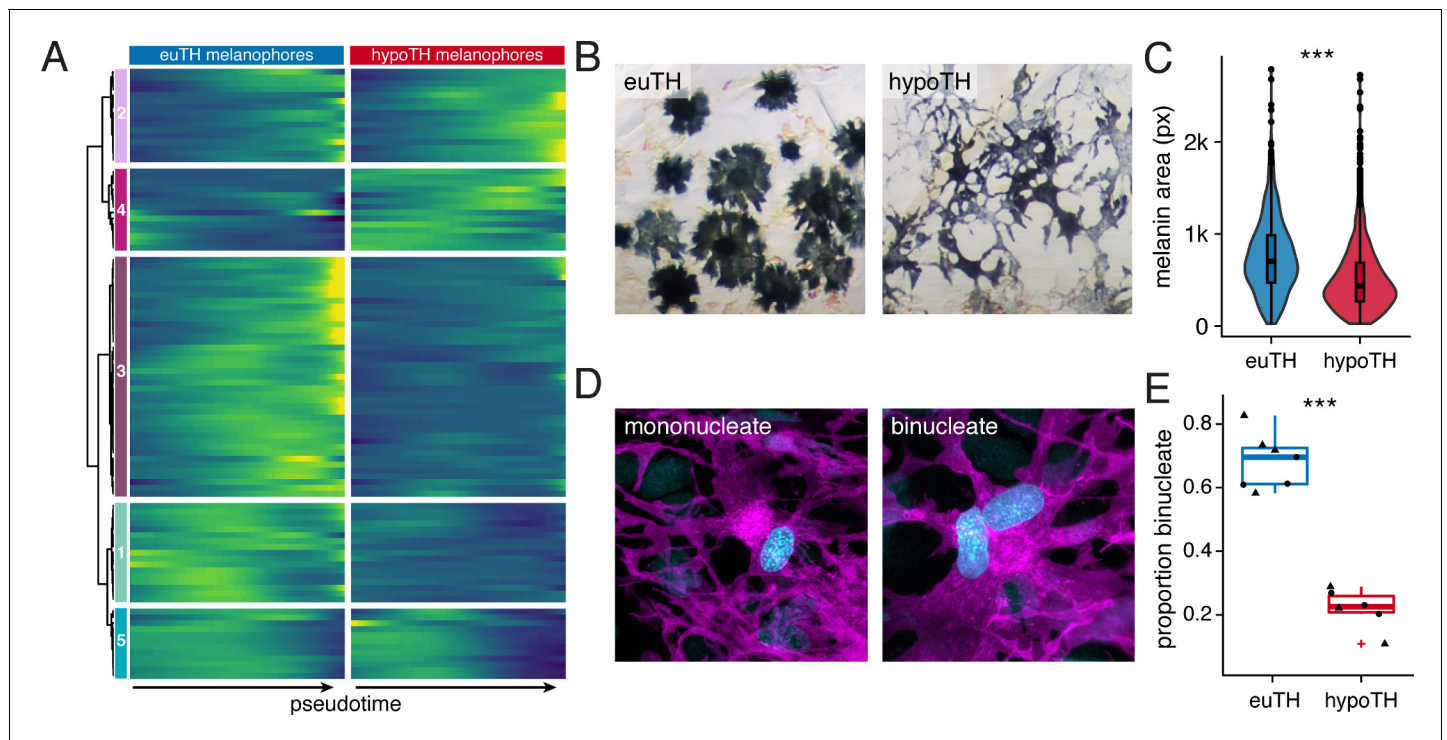 A
euTH melanophores
hypoTH melanophores
2
4
3
1
5
pseudotime
B
euTH
hypoTH
C
***
melanin area (px)
2k
1k
0
euTH
hypoTH
D
mononucleate
binucleate
E
***
proportion binucleate
0.8
0.6
0.4
0.2
euTH
hypoTH